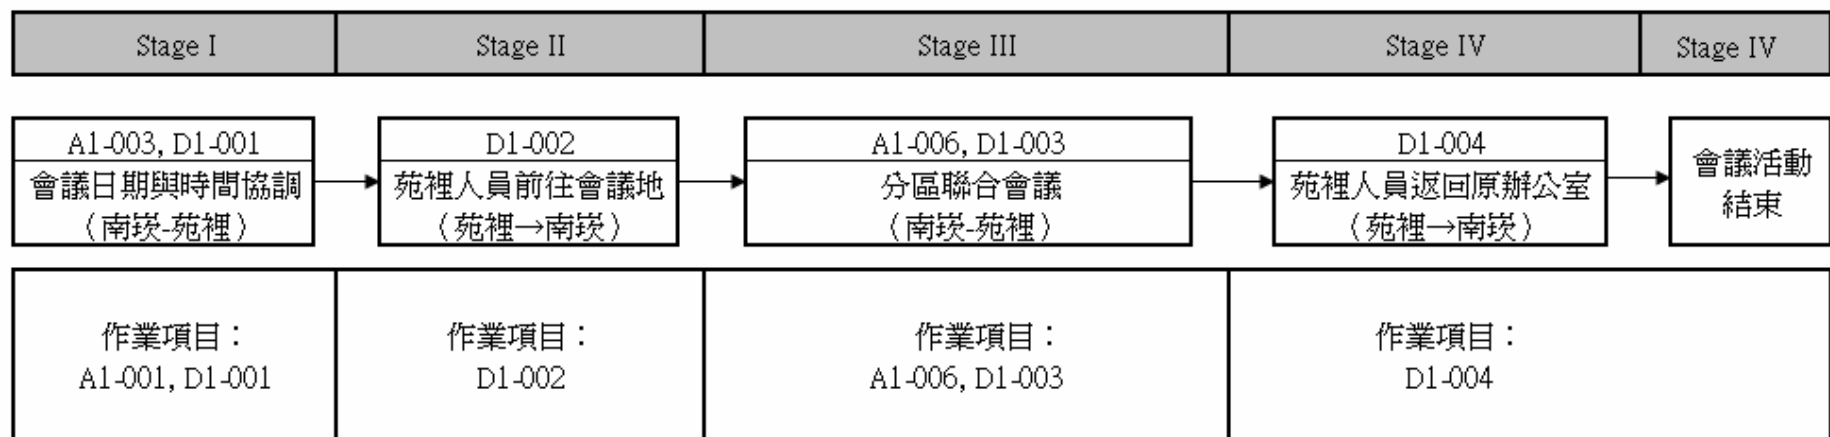 Stage I
Stage II
Stage III
Stage IV
Stage IV
A1-003, D1-001
會議日期與時間協調
（南崁-苑裡）
D1-002
苑裡人員前往會議地
（苑裡→南崁）
A1-006, D1-003
分區聯合會議
（南崁-苑裡）
D1-004
苑裡人員返回原辦公室
（苑裡→南崁）
會議活動
結束
作業項目：
A1-001, D1-001
作業項目：
D1-002
作業項目：
A1-006, D1-003
作業項目：
D1-004